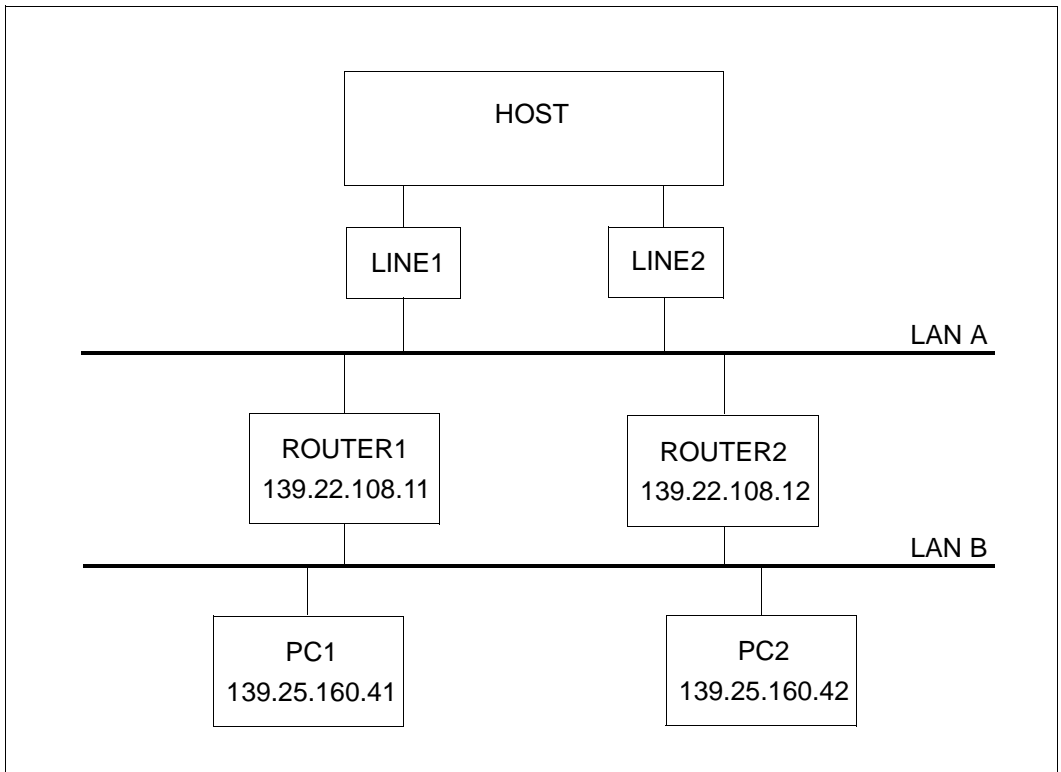 HOST
LINE1
LINE2
LAN A
ROUTER1
139.22.108.11
ROUTER2
139.22.108.12
LAN B
PC1
139.25.160.41
PC2
139.25.160.42